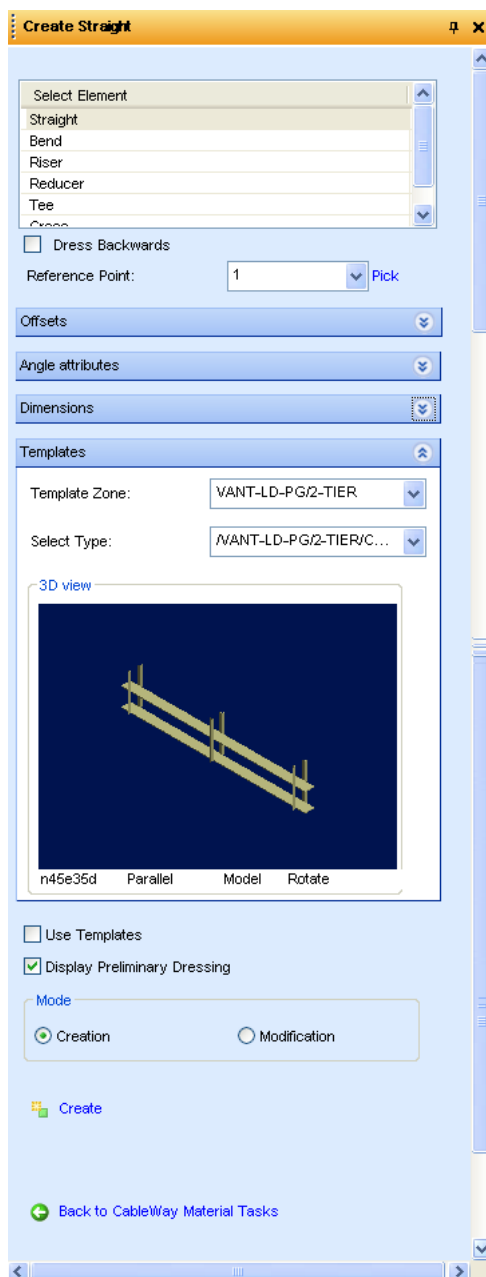 Create Straight
Select Element
Straight
Bend
Riser
Reducer
Tee
Cross
Dress Backwards
Reference Point: 1 Pick
Offsets
Angle attributes
Dimensions
Templates
Template Zone: VANT-LD-PG/2-TIER
Select Type: /VANT-LD-PG/2-TIER/C...
3D view
n45e35d Parallel Model Rotate
Use Templates
Display Preliminary Dressing
Mode
Creation Modification
Create
Back to CableWay Material Tasks